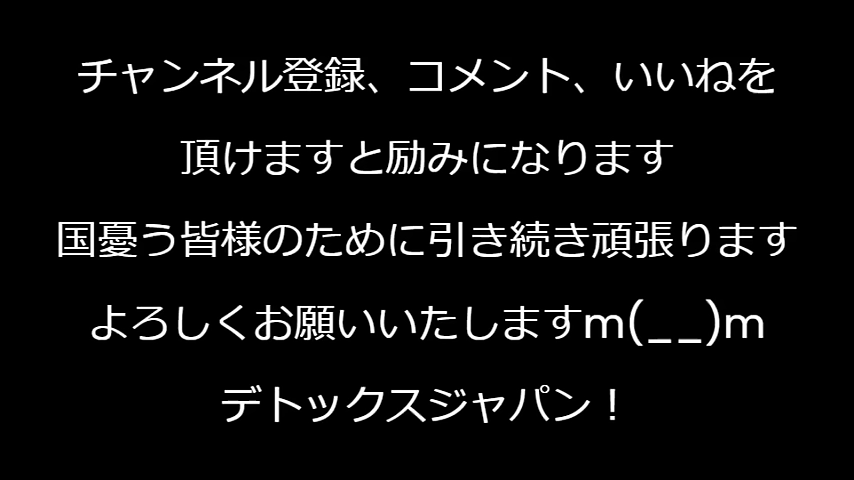 チャンネル登録、コメント、いいねを
頂けますと励みになります
国憂う皆様のために引き続き頑張ります
よろしくお願いいたしますm(__)m
デトックスジャパン！